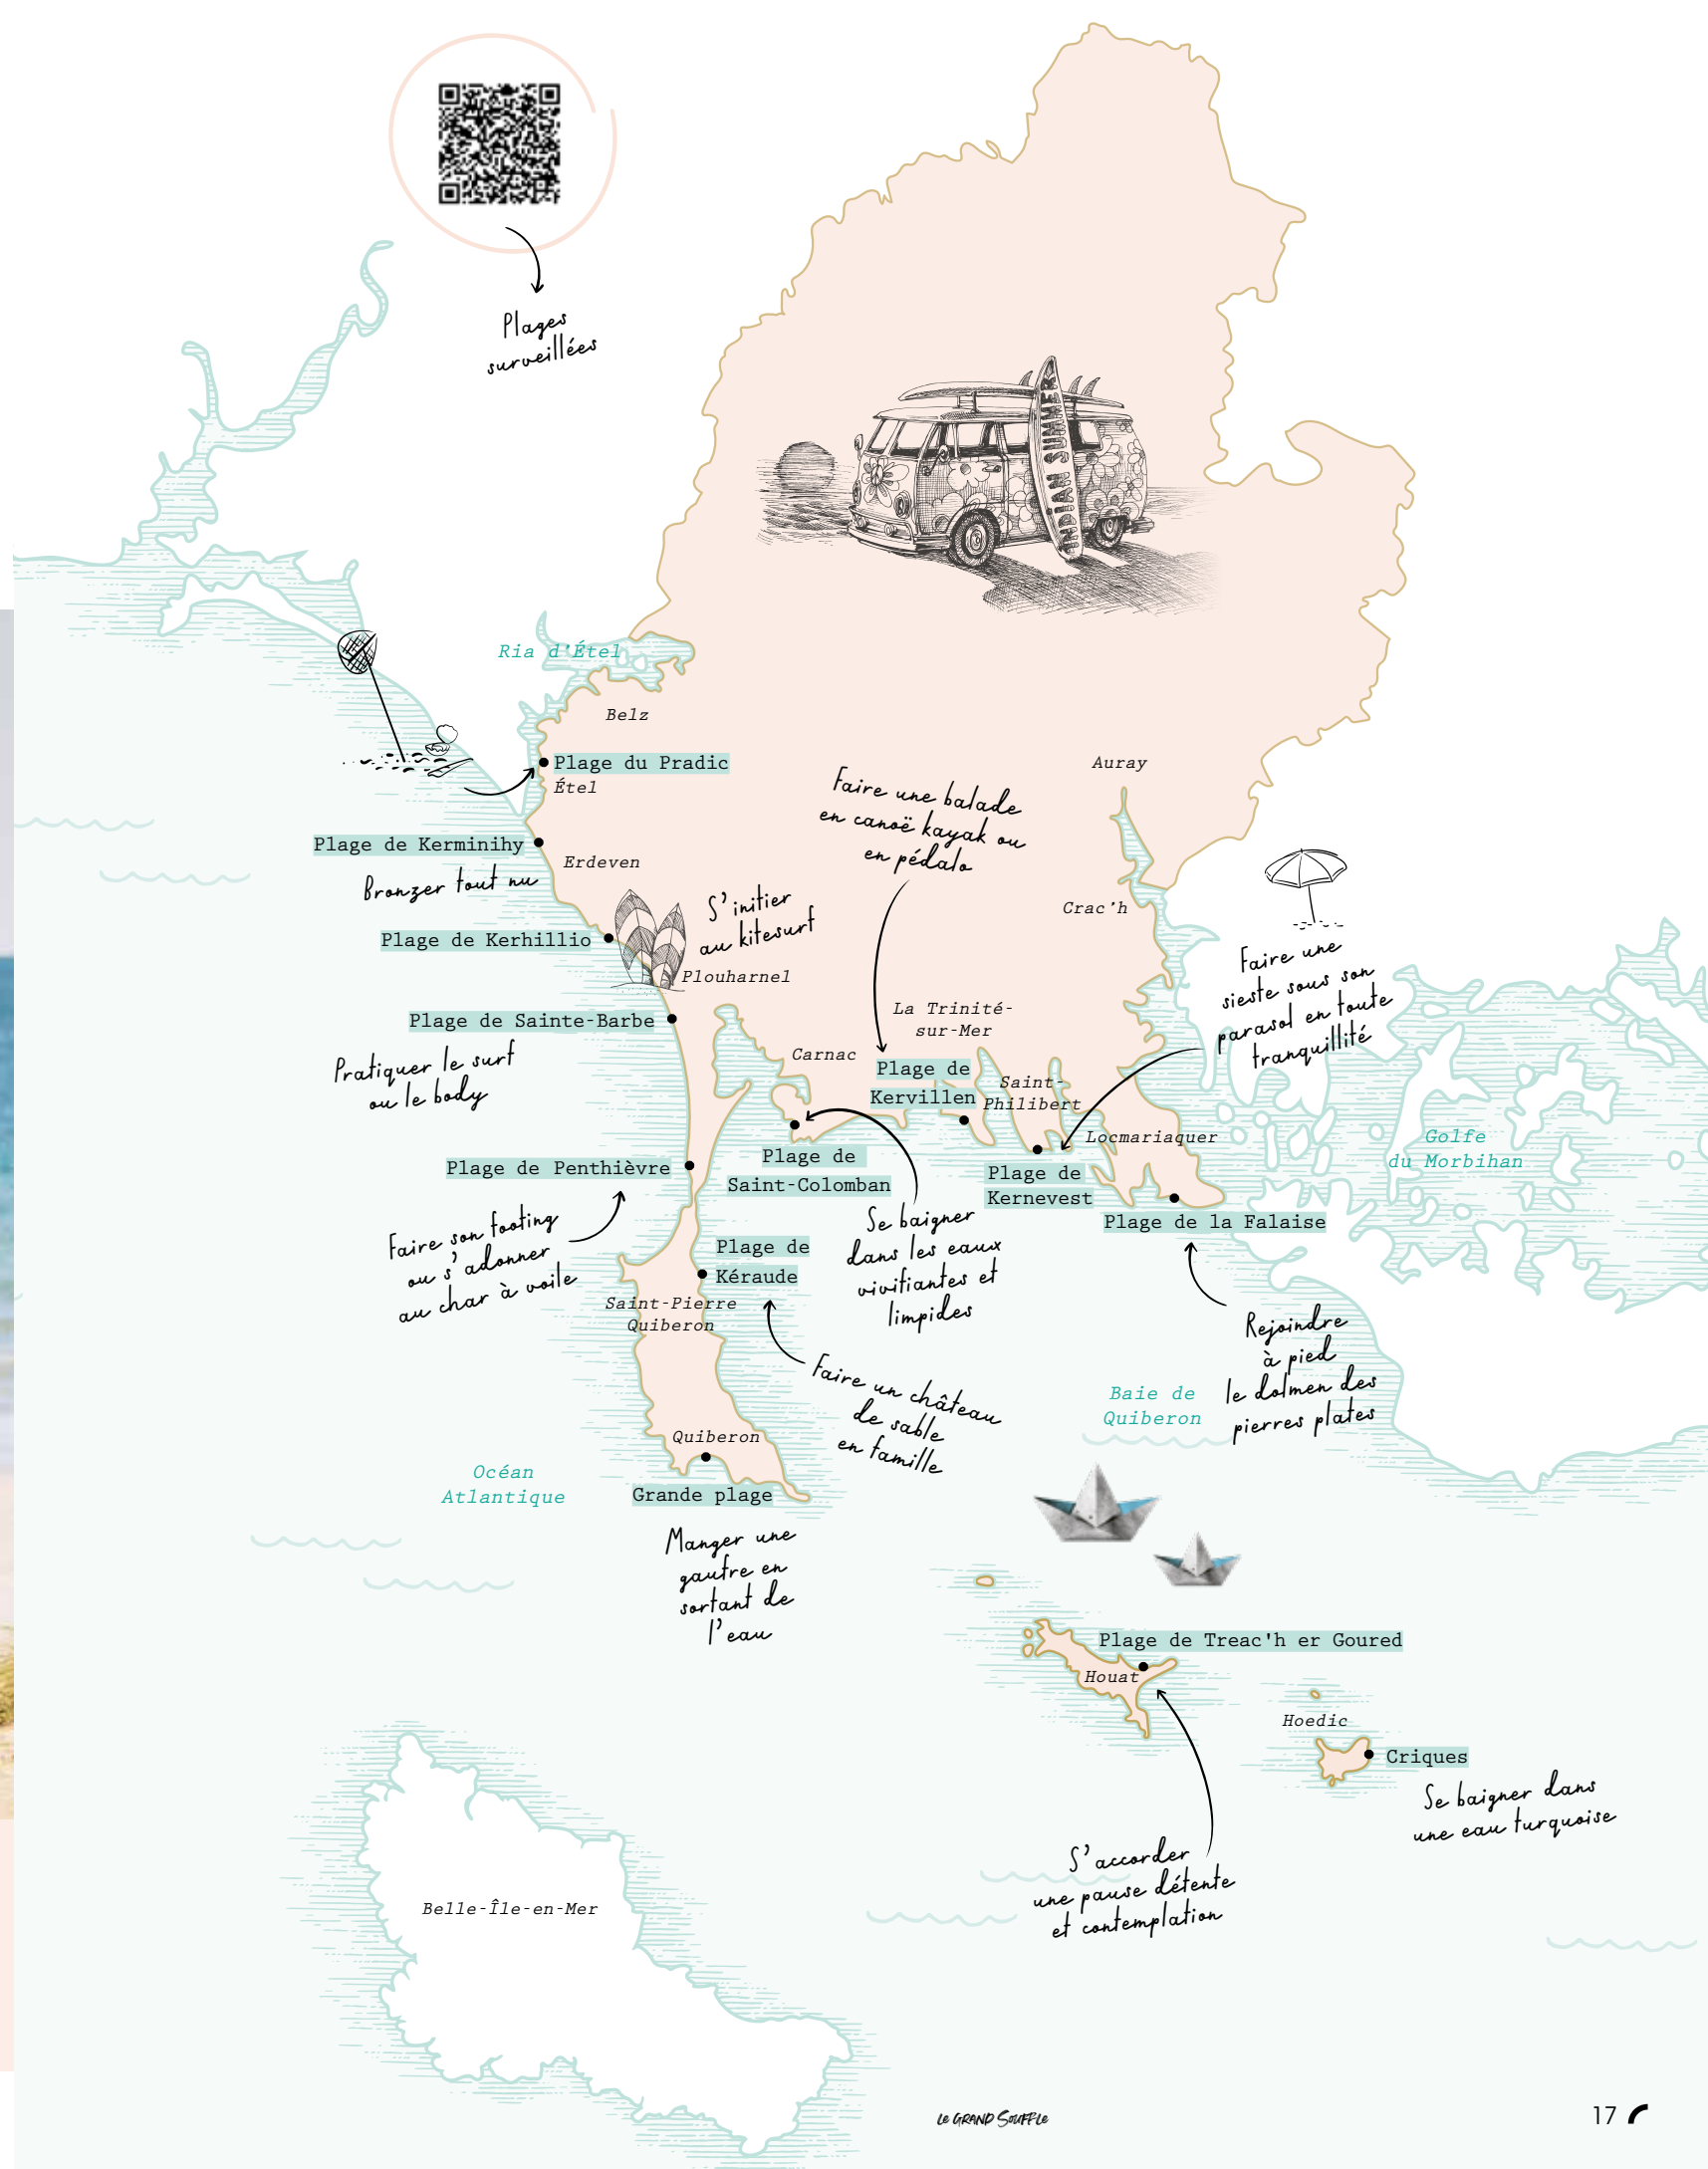 Plages
surveillées
INDIAN SUMMER
Ria d'Étel
Belz
Plage du Pradic
Étel
Auray
Faire une balade
en canoë kayak ou
en pédalo
Plage de Kerminihy
Erdeven
Bronzer tout nu
S'initier
au kitesurf
Crac'h
Plage de Kerhillio
Plouharnel
Faire une
sieste sous son
parasol en toute
tranquillité
La Trinité-
sur-Mer
Plage de Sainte-Barbe
Pratiquer le surf
ou le body
Carnac
Plage de
Kervillen
Saint-
Philibert
Locmariaquer
Golfe
du Morbihan
Plage de Penthièvre
Plage de
Saint-Colomban
Plage de
Kernevest
Plage de la Falaise
Faire son footing
ou s'adonner
au char à voile
Se baigner
dans les eaux
vivifiantes et
limpides
Plage de
Kéraude
Saint-Pierre
Quiberon
Rejoindre
à pied
le dolmen des
pierres plates
Faire un château
de sable
en famille
Baie de
Quiberon
Quiberon
Océan
Atlantique
Grande plage
Manger une
gaufre en
sortant de
l'eau
Plage de Treac'h er Goured
Houat
Hoedic
Criques
Se baigner dans
une eau turquoise
S'accorder
une pause détente
et contemplation
Belle-Île-en-Mer
LE GRAND SOUFFLE
17